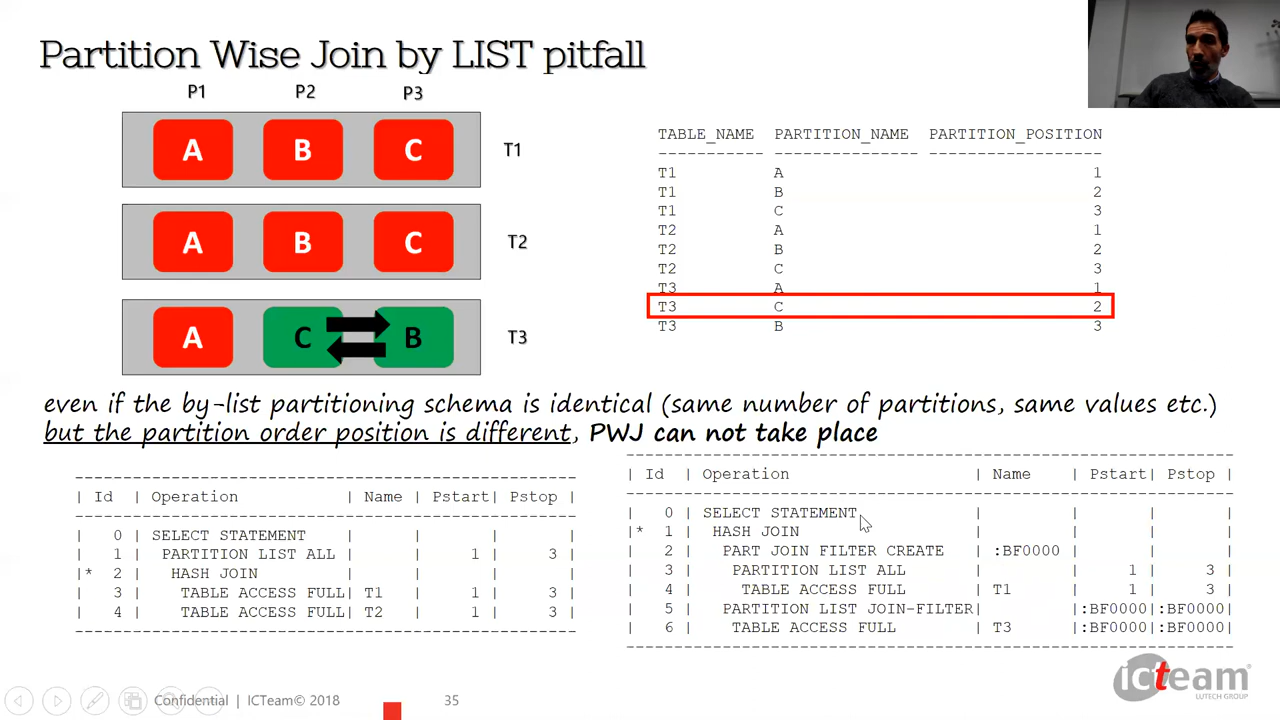 Partition Wise Join by LIST pitfall
P1 P2 P3
A B C T1
A B C T2
A C B T3
TABLE_NAME PARTITION_NAME PARTITION_POSITION
----------- --------------- ------------------
T1 A 1
T1 B 2
T1 C 3
T2 A 1
T2 B 2
T2 C 3
T3 A 1
T3 C 2
T3 B 3
even if the by-list partitioning schema is identical (same number of partitions, same values etc.)
but the partition order position is different, PWJ can not take place
-----------------------------------------------------
| Id | Operation | Name | Pstart| Pstop |
-----------------------------------------------------
| 0 | SELECT STATEMENT | | | |
| 1 | PARTITION LIST ALL | | 1 | 3 |
|* 2 | HASH JOIN | | | |
| 3 | TABLE ACCESS FULL| T1 | 1 | 3 |
| 4 | TABLE ACCESS FULL| T2 | 1 | 3 |
-----------------------------------------------------
---------------------------------------------------------------
| Id | Operation | Name | Pstart| Pstop |
---------------------------------------------------------------
| 0 | SELECT STATEMENT | | | |
|* 1 | HASH JOIN | | | |
| 2 | PART JOIN FILTER CREATE | :BF0000 | | |
| 3 | PARTITION LIST ALL | | 1 | 3 |
| 4 | TABLE ACCESS FULL | T1 | 1 | 3 |
| 5 | PARTITION LIST JOIN-FILTER| |:BF0000|:BF0000|
| 6 | TABLE ACCESS FULL | T3 |:BF0000|:BF0000|
---------------------------------------------------------------
Confidential | ICTeam© 2018 35
icteam
LUTECH GROUP